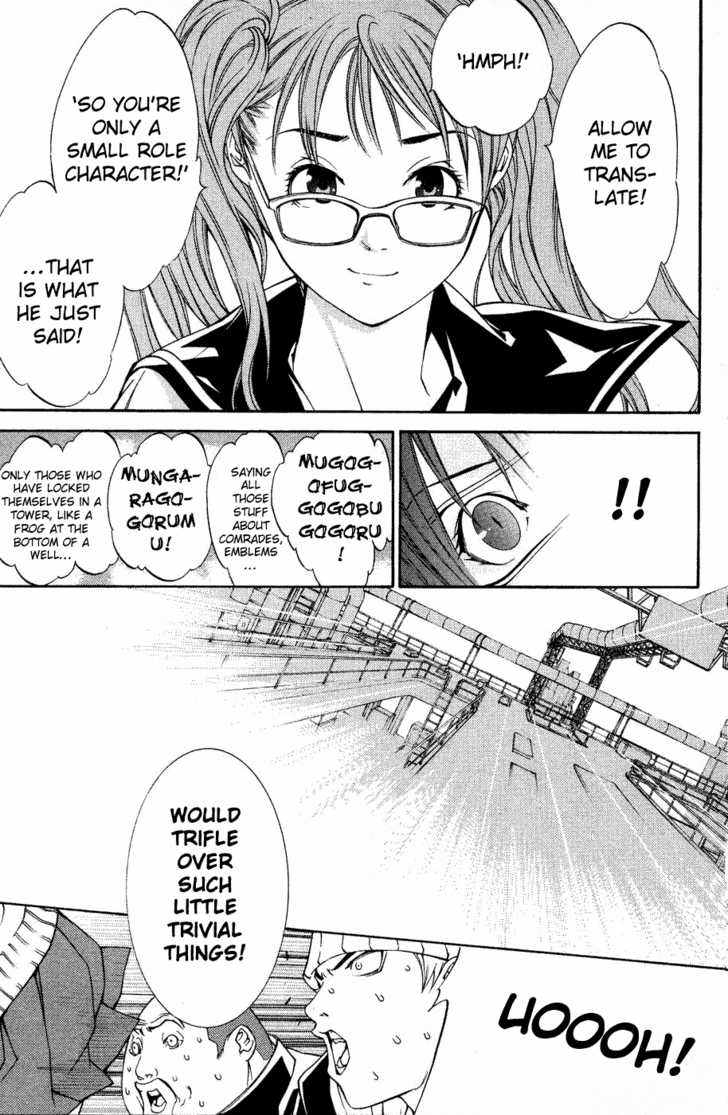 ALLOW
ME TO
TRANS-
LATE!
'HMPH!'
'SO YOU'RE
ONLY A
SMALL ROLE
CHARACTER!'
...THAT
IS WHAT
HE JUST
SAID!
!!
MUGOG-
OFUG-
GOGOBU
GOGORU
!
SAYING
ALL
THOSE
STUFF
ABOUT
COMRADES,
EMBLEMS
...
MUNGA-
RAGO-
GORUM
U!
ONLY THOSE WHO
HAVE LOCKED
THEMSELVES IN A
TOWER, LIKE A
FROG AT THE
BOTTOM OF A
WELL...
WOULD
TRIFLE
OVER
SUCH
LITTLE
TRIVIAL
THINGS!
UOOOH!